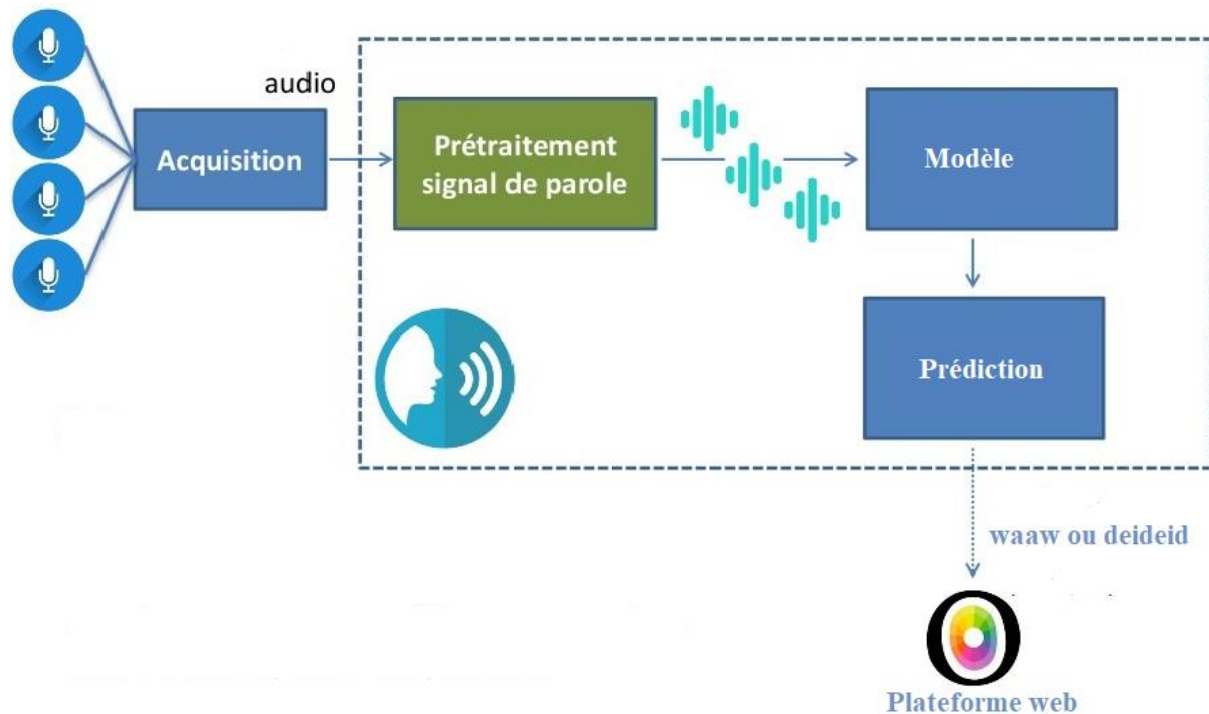 audio
Acquisition
Prétraitement
signal de parole
Modèle
Prédiction
waaw ou deideid
Plateforme web